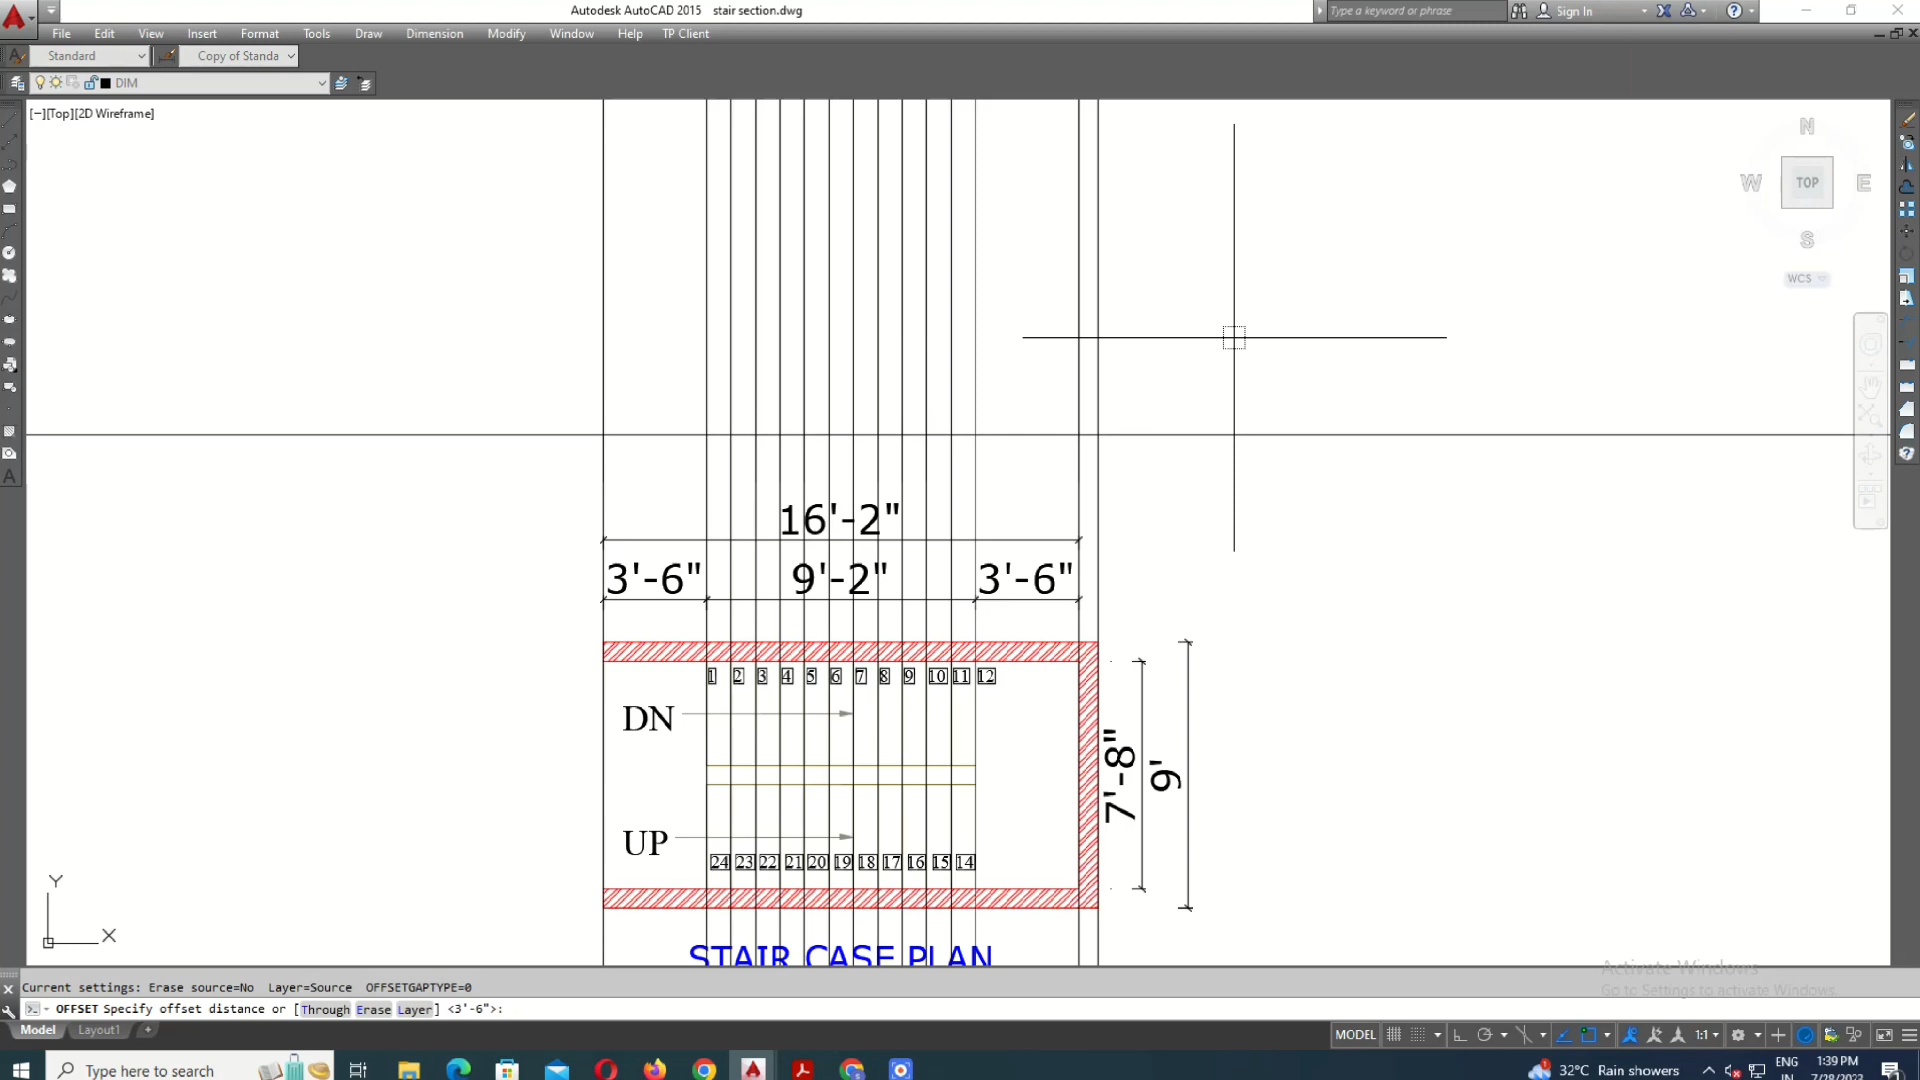 Autodesk AutoCAD 2015 stair section.dwg
Type a keyword or phrase
Sign In
File Edit View Insert Format Tools Draw Dimension Modify Window Help TP Client
Standard
Copy of Standa
DIM
[−][Top][2D Wireframe]
N
W
TOP
E
S
WCS
16'-2"
3'-6"
9'-2"
3'-6"
1 2 3 4 5 6 7 8 9 10 11 12
DN
7'-8"
9'
UP
24 23 22 21 20 19 18 17 16 15 14
Y
X
STAIR CASE PLAN
Activate Windows
Go to Settings to activate Windows.
Current settings: Erase source=No Layer=Source OFFSETGAPTYPE=0
OFFSET Specify offset distance or [Through Erase Layer] <3'-6">:
Model Layout1 +
MODEL
1:1
Type here to search
32°C Rain showers
ENG
IN
1:39 PM